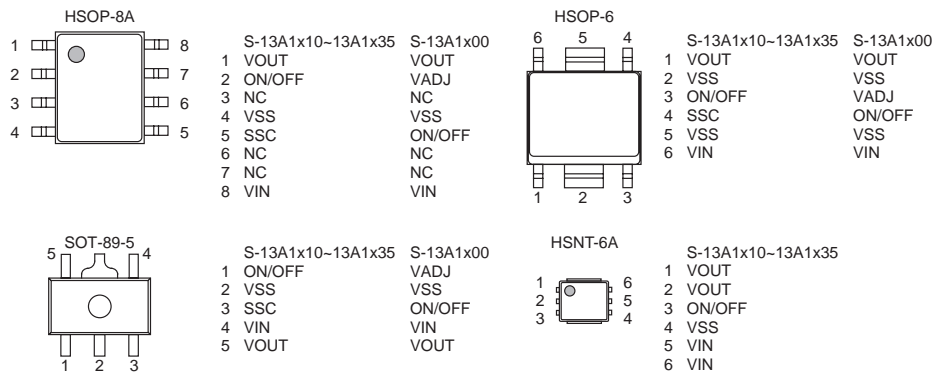 HSOP-8A
1 8
2 7
3 6
4 5
S-13A1x10~13A1x35 S-13A1x00
1 VOUT VOUT
2 ON/OFF VADJ
3 NC NC
4 VSS VSS
5 SSC ON/OFF
6 NC NC
7 NC NC
8 VIN VIN
HSOP-6
6 5 4
1 2 3
S-13A1x10~13A1x35 S-13A1x00
1 VOUT VOUT
2 VSS VSS
3 ON/OFF VADJ
4 SSC ON/OFF
5 VSS VSS
6 VIN VIN
SOT-89-5
5 4
1 2 3
S-13A1x10~13A1x35 S-13A1x00
1 ON/OFF VADJ
2 VSS VSS
3 SSC ON/OFF
4 VIN VIN
5 VOUT VOUT
HSNT-6A
1 6
2 5
3 4
S-13A1x10~13A1x35
1 VOUT
2 VOUT
3 ON/OFF
4 VSS
5 VIN
6 VIN